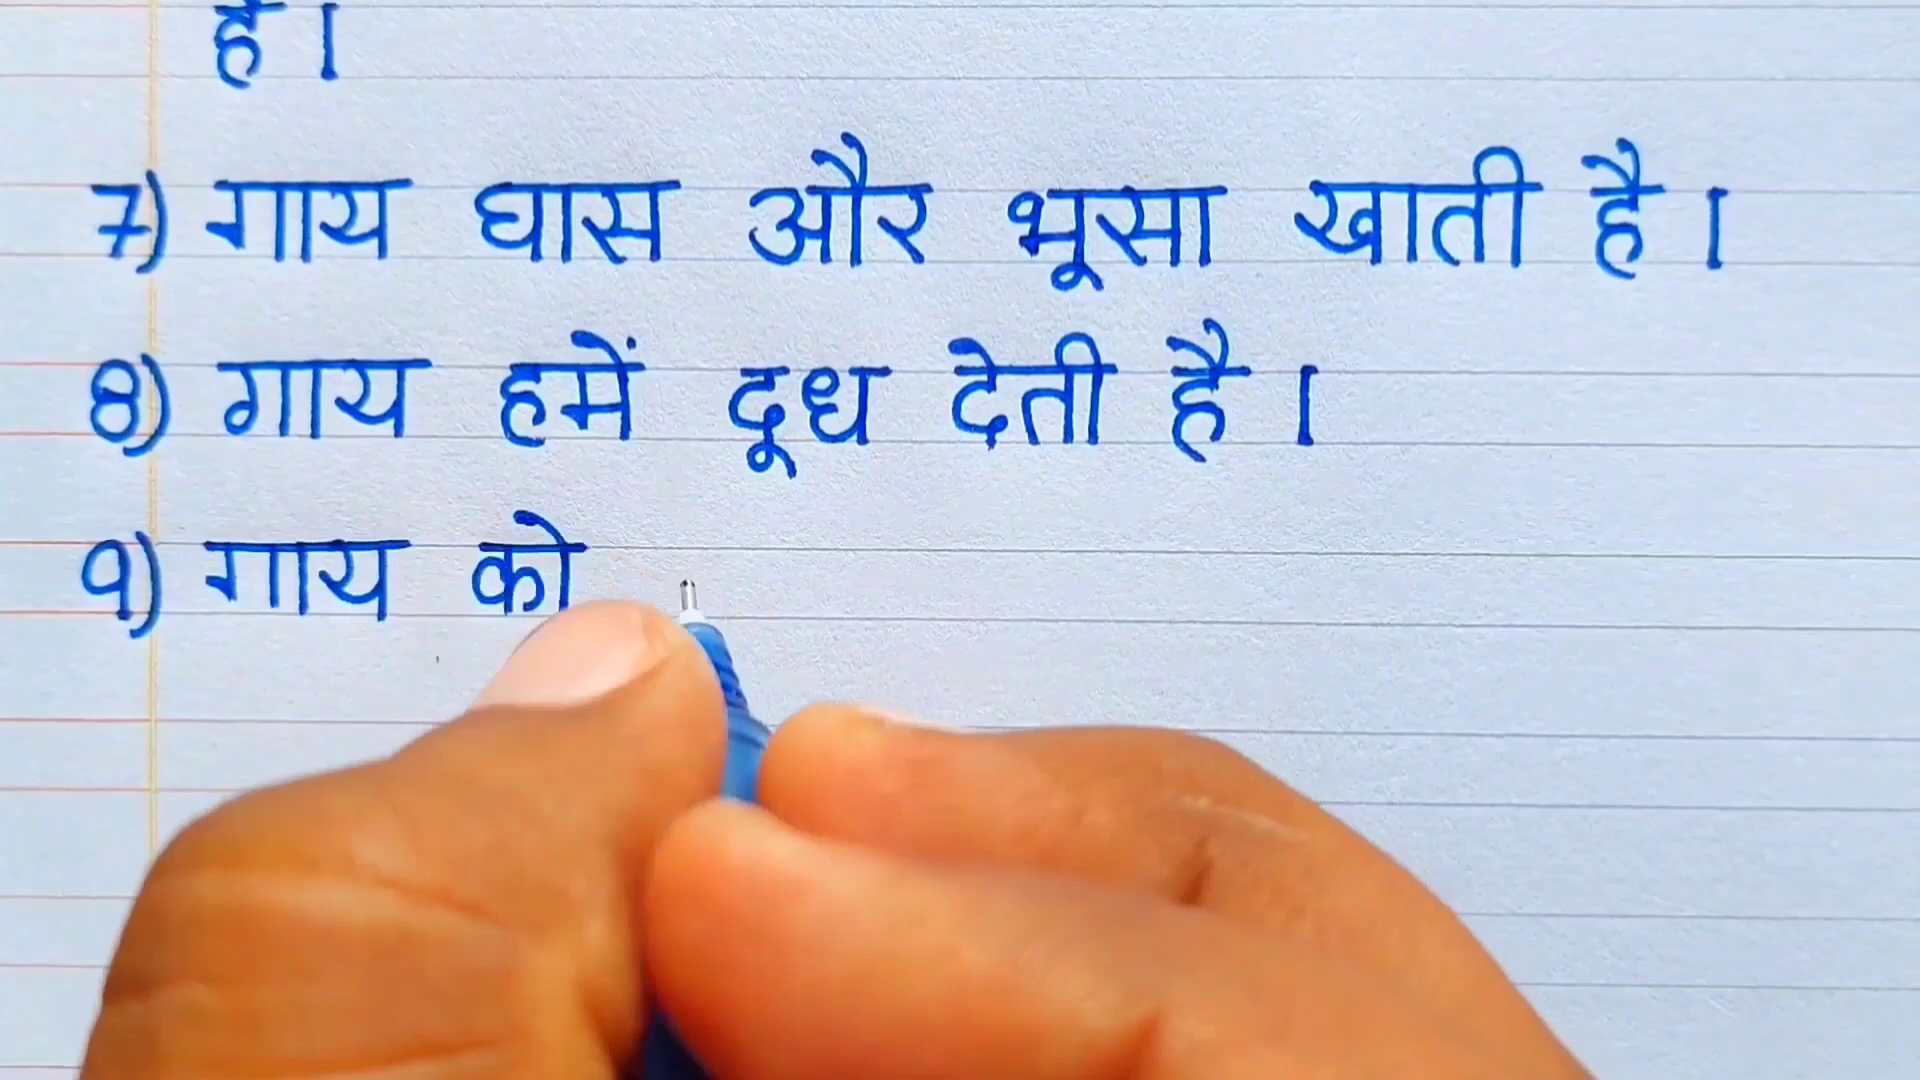 है।
7) गाय घास और भूसा खाती है।
8) गाय हमें दूध देती है।
9) गाय को